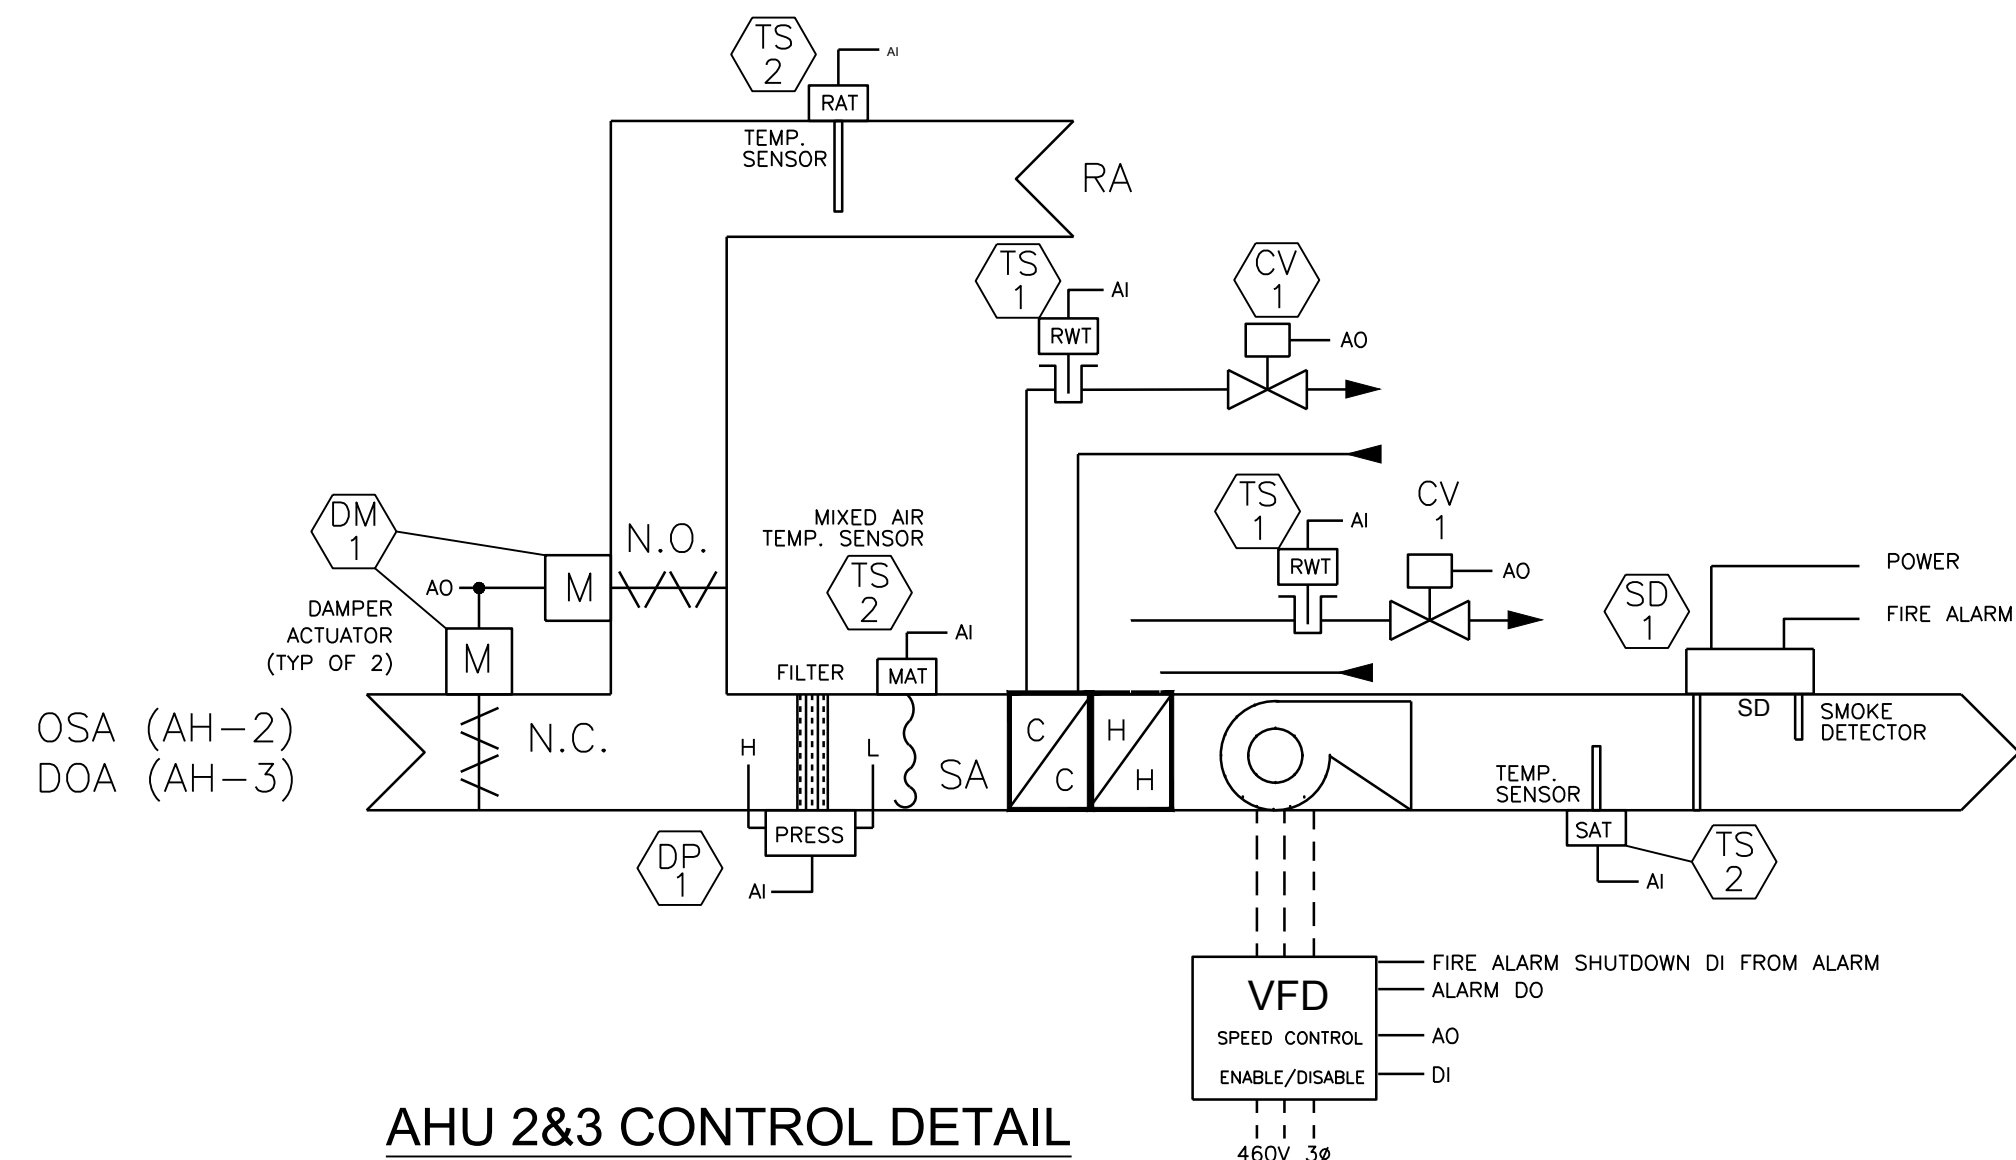 TS
2
AI
RAT
TEMP.
SENSOR
RA
TS
1
AI
RWT
CV
1
AO
TS
1
AI
RWT
CV
1
AO
DM
1
AO
M
N.O.
DAMPER
ACTUATOR
(TYP OF 2)
M
MIXED AIR
TEMP. SENSOR
TS
2
AI
MAT
FILTER
SD
1
POWER
FIRE ALARM
SD
SMOKE
DETECTOR
OSA (AH-2)
DOA (AH-3)
N.C.
H
L
SA
C
C
H
H
PRESS
DP
1
AI
TEMP.
SENSOR
SAT
AI
TS
2
VFD
SPEED CONTROL
ENABLE/DISABLE
FIRE ALARM SHUTDOWN DI FROM ALARM
ALARM DO
AO
DI
460V 3ø
AHU 2&3 CONTROL DETAIL